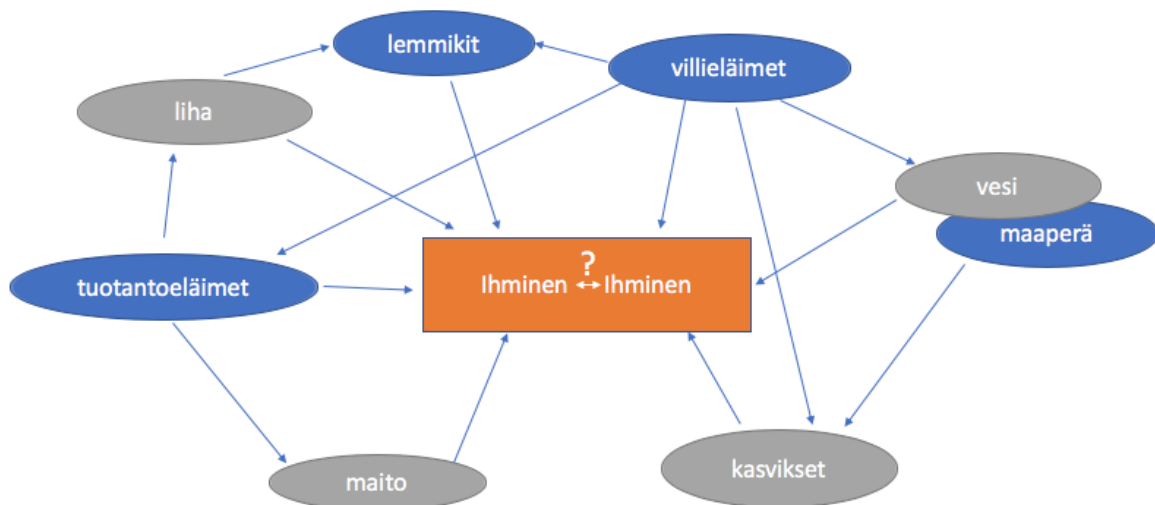 lemmikit
villieläimet
liha
vesi
maaperä
?
Ihminen ↔ Ihminen
tuotantoeläimet
kasvikset
maito